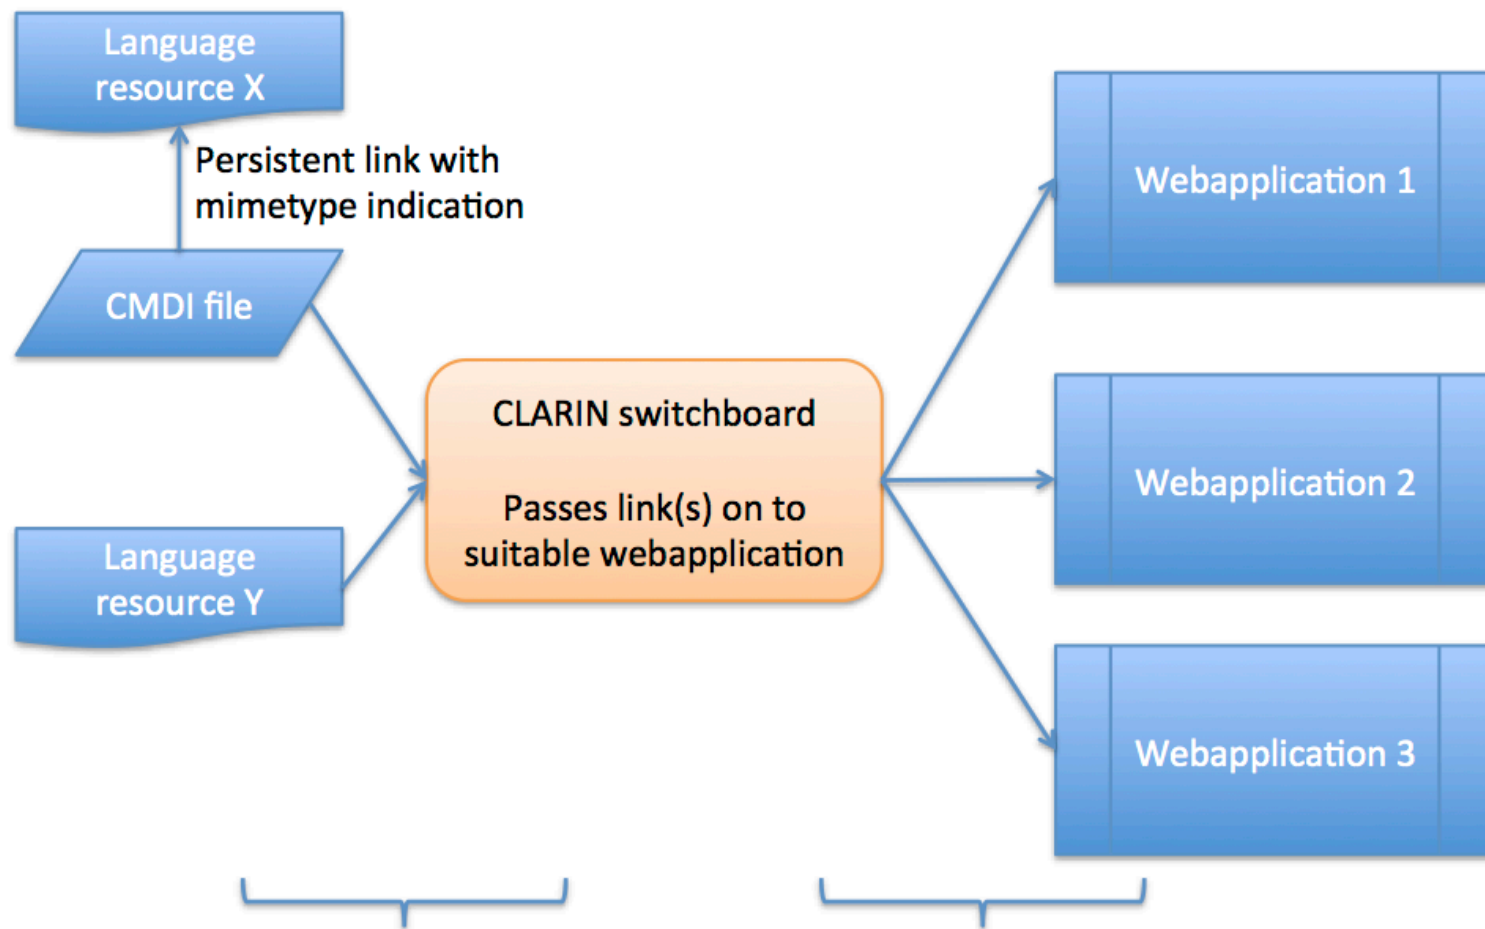 Language
resource X
Persistent link with
mimetype indication
CMDI file
Language
resource Y
CLARIN switchboard
Passes link(s) on to
suitable webapplication
Webapplication 1
Webapplication 2
Webapplication 3